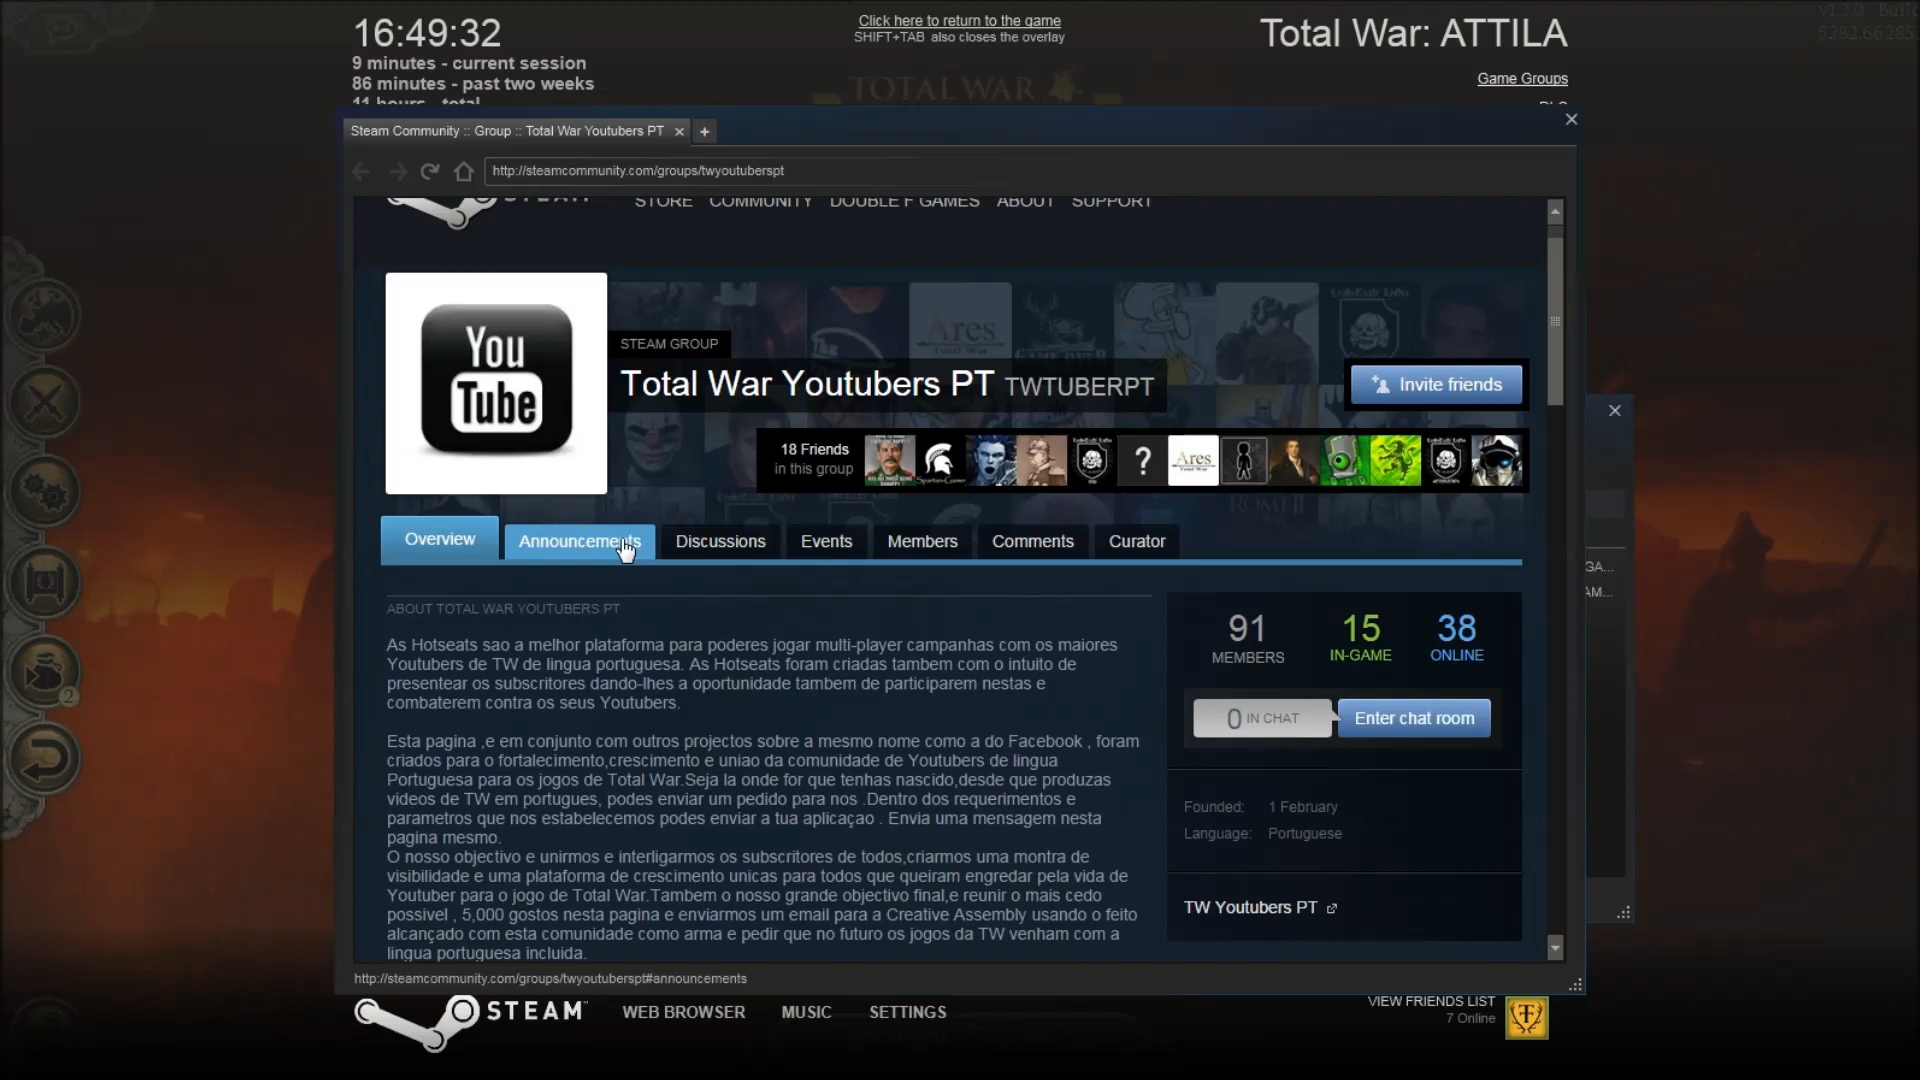 16:49:32
9 minutes - current session
86 minutes - past two weeks
11 hours - total
Click here to return to the game
SHIFT+TAB also closes the overlay
Total War: ATTILA
Game Groups
DLC
TOTAL WAR
Steam Community :: Group :: Total War Youtubers PT
http://steamcommunity.com/groups/twyoutuberspt
STEAM
STORE COMMUNITY DOUBLE F GAMES ABOUT SUPPORT
You
Tube
STEAM GROUP
Total War Youtubers PT TWTUBERPT
Invite friends
18 Friends
in this group
?
Ares
Overview Announcements Discussions Events Members Comments Curator
ABOUT TOTAL WAR YOUTUBERS PT
As Hotseats sao a melhor plataforma para poderes jogar multi-player campanhas com os maiores
Youtubers de TW de lingua portuguesa. As Hotseats foram criadas tambem com o intuito de
presentear os subscritores dando-lhes a oportunidade tambem de participarem nestas e
combaterem contra os seus Youtubers.
Esta pagina ,e em conjunto com outros projectos sobre a mesmo nome como a do Facebook , foram
criados para o fortalecimento,crescimento e uniao da comunidade de Youtubers de lingua
Portuguesa para os jogos de Total War.Seja la onde for que tenhas nascido,desde que produzas
videos de TW em portugues, podes enviar um pedido para nos .Dentro dos requerimentos e
parametros que nos estabelecemos podes enviar a tua aplicaçao . Envia uma mensagem nesta
pagina mesmo.
O nosso objectivo e unirmos e interligarmos os subscritores de todos,criarmos uma montra de
visibilidade e uma plataforma de crescimento unicas para todos que queiram engredar pela vida de
Youtuber para o jogo de Total War.Tambem o nosso grande objectivo final,e reunir o mais cedo
possivel , 5,000 gostos nesta pagina e enviarmos um email para a Creative Assembly usando o feito
alcançado com esta comunidade como arma e pedir que no futuro os jogos da TW venham com a
lingua portuguesa incluida.
91
MEMBERS
15
IN-GAME
38
ONLINE
0 IN CHAT
Enter chat room
Founded: 1 February
Language: Portuguese
TW Youtubers PT
GA...
AM...
2
http://steamcommunity.com/groups/twyoutuberspt#announcements
STEAM
WEB BROWSER MUSIC SETTINGS
VIEW FRIENDS LIST
7 Online